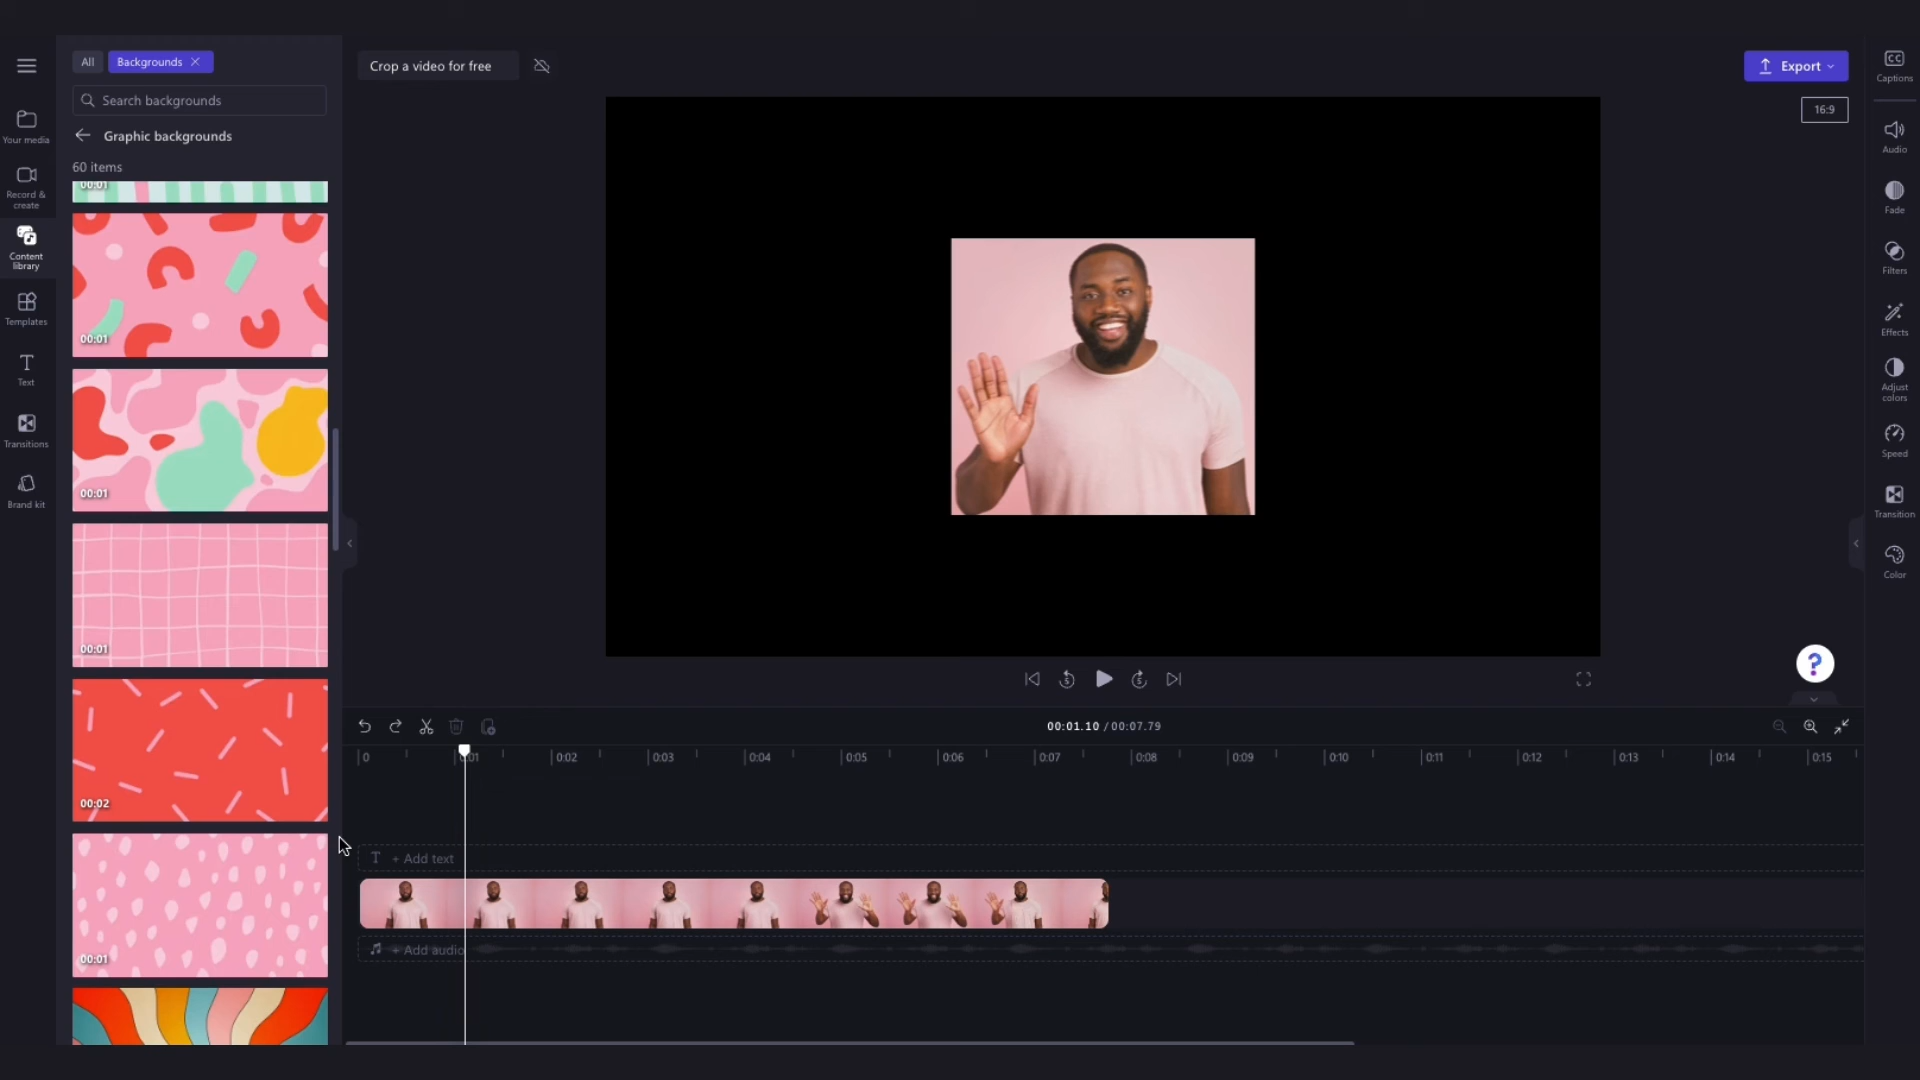 All
Backgrounds
Crop a video for free
Export
Captions
Search backgrounds
16:9
Your media
Graphic backgrounds
Audio
60 items
00:01
Record &
create
Fade
Content
library
Filters
Templates
Effects
00:01
Text
Adjust
colors
Transitions
Speed
00:01
Brand kit
Transition
Color
00:01
?
5
5
00:01.10 / 00:07.79
0
0:01
0:02
0:03
0:04
0:05
0:06
0:07
0:08
0:09
0:10
0:11
0:12
0:13
0:14
0:15
00:02
T + Add text
00:01
+ Add audio